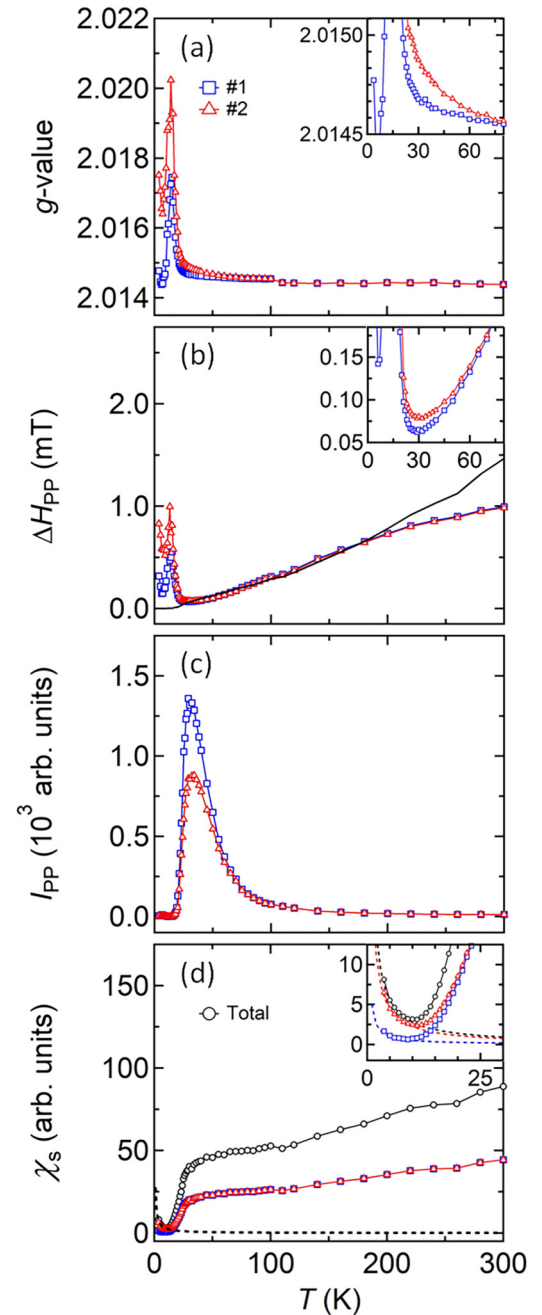 (a)
#1
#2
g-value
2.022
2.020
2.018
2.016
2.014
2.0150
2.0145
0 30 60
(b)
ΔH_PP (mT)
2.0
1.0
0.0
0.15
0.10
0.05
0 30 60
(c)
I_PP (10^3 arb. units)
1.5
1.0
0.5
0.0
(d)
Total
χ_s (arb. units)
150
100
50
0
10
5
0
0 25
0 100 200 300
T (K)